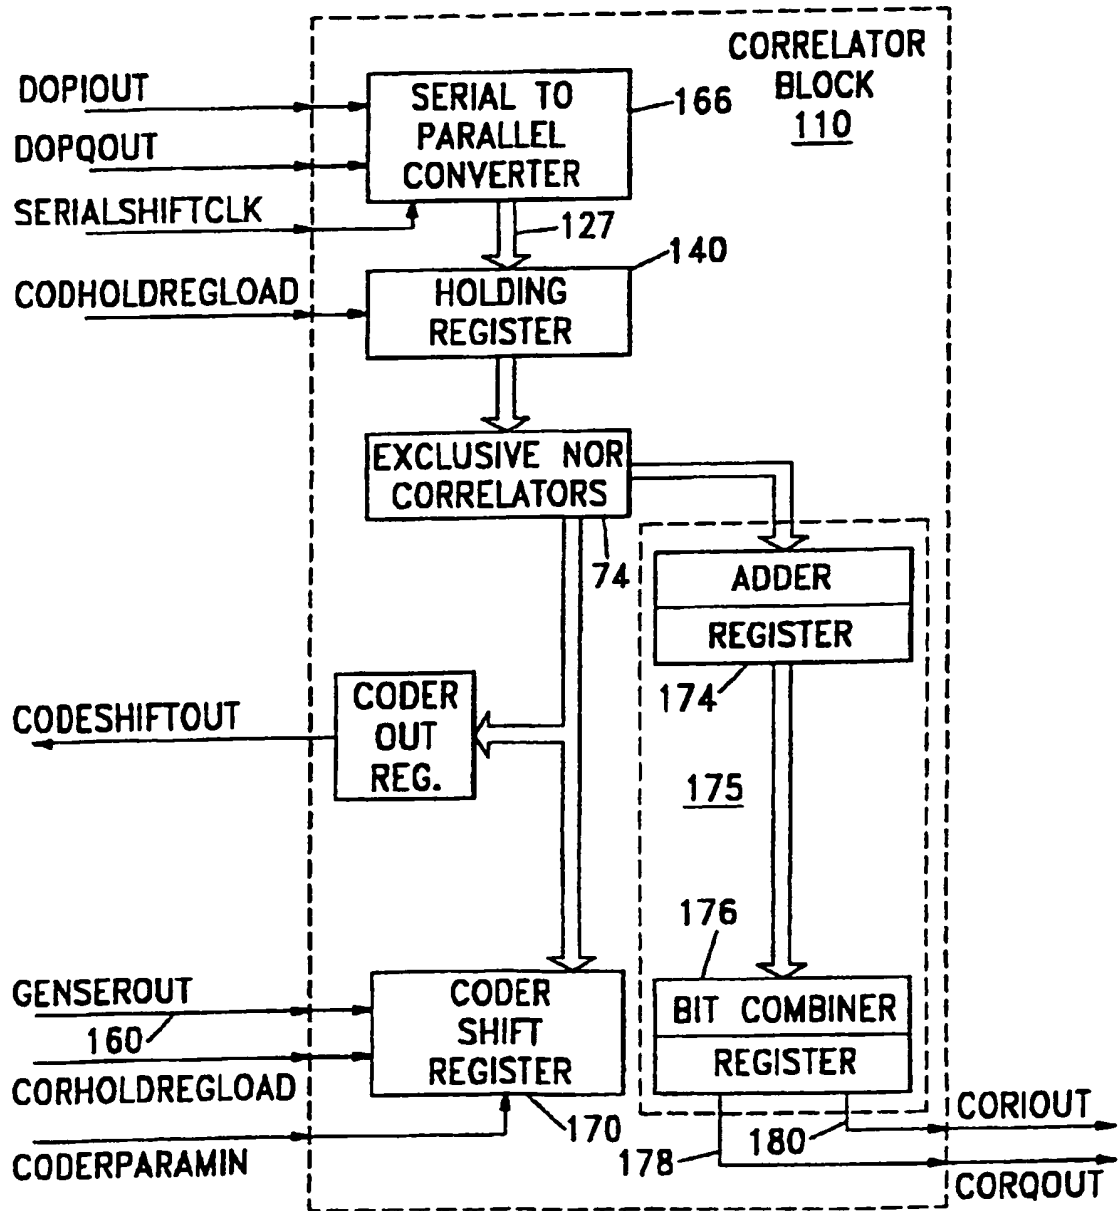 CORRELATOR
BLOCK
110
DOPIOUT
DOPQOUT
SERIALSHIFTCLK
SERIAL TO
PARALLEL
CONVERTER
166
127
CODHOLDREGLOAD
HOLDING
REGISTER
140
EXCLUSIVE NOR
CORRELATORS
74
ADDER
REGISTER
174
CODESHIFTOUT
CODER
OUT
REG.
175
176
GENSEROUT
160
CORHOLDREGLOAD
CODERPARAMIN
CODER
SHIFT
REGISTER
170
BIT COMBINER
REGISTER
178
180
CORIOUT
CORQOUT